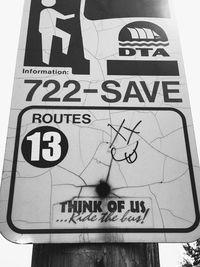 DTA
Information:
722-SAVE
ROUTES
13
THINK OF US
...Ride the bus!